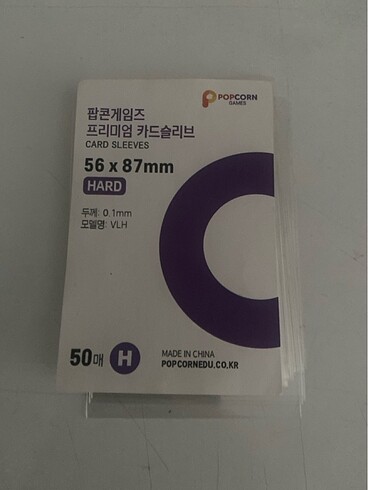 POPCORN
GAMES
팝콘게임즈
프리미엄 카드슬리브
CARD SLEEVES
56 x 87mm
HARD
두께: 0.1mm
모델명: VLH
50매 H
MADE IN CHINA
POPCORNEDU.CO.KR